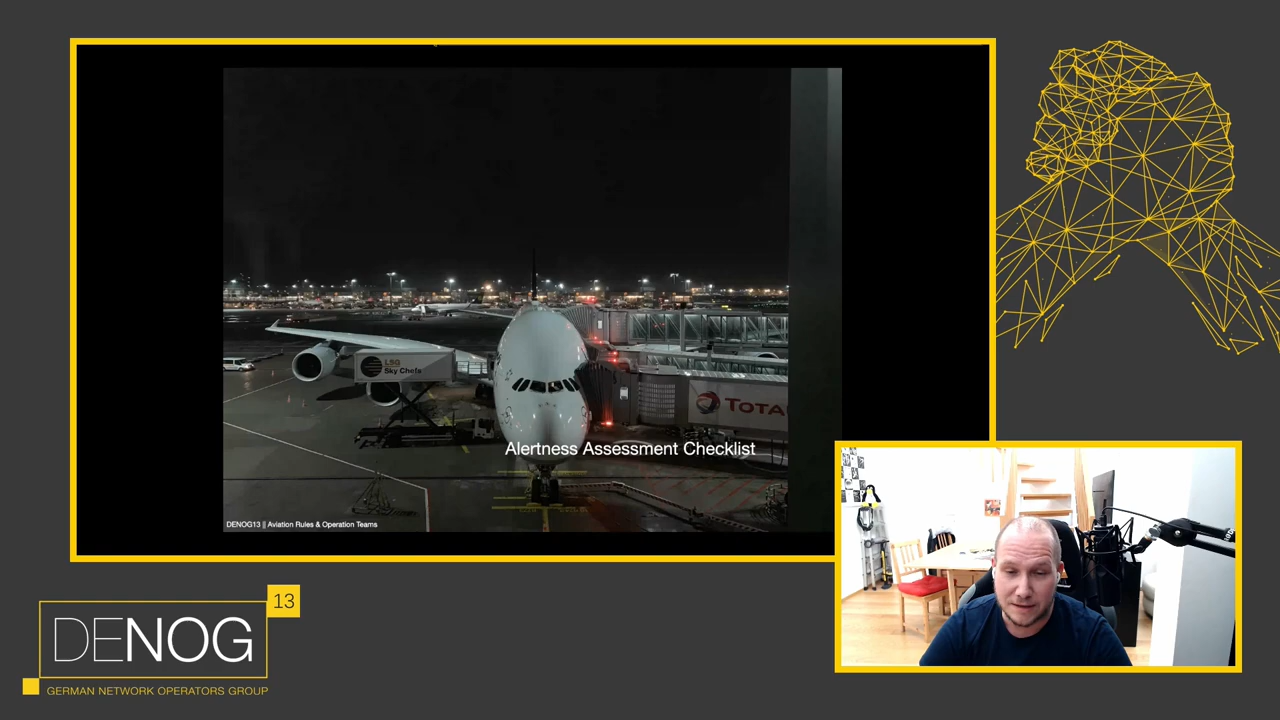 LSG
Sky Chefs
TOTA
Alertness Assessment Checklist
DENOG13 || Aviation Rules & Operation Teams
13
DENOG
GERMAN NETWORK OPERATORS GROUP